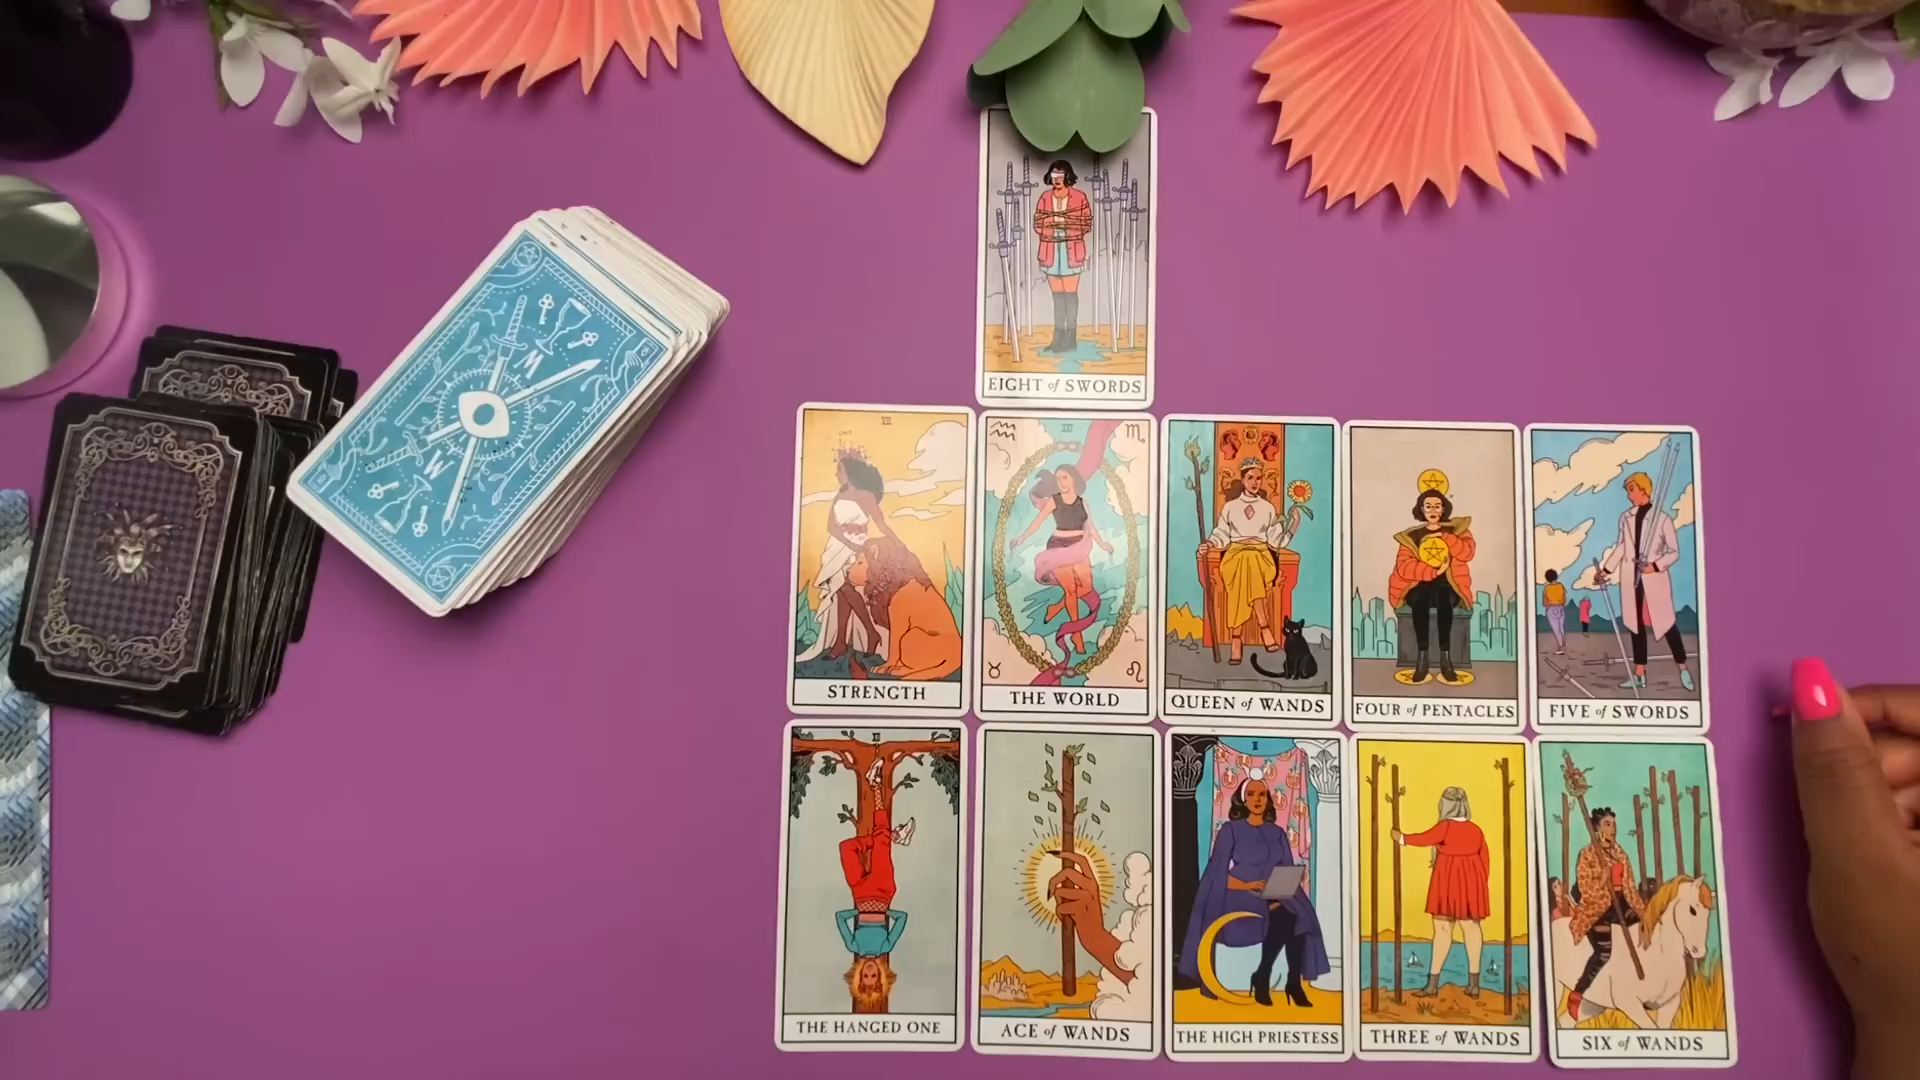 EIGHT of SWORDS
STRENGTH
THE WORLD
QUEEN of WANDS
FOUR of PENTACLES
FIVE of SWORDS
THE HANGED ONE
ACE of WANDS
II
THE HIGH PRIESTESS
THREE of WANDS
SIX of WANDS